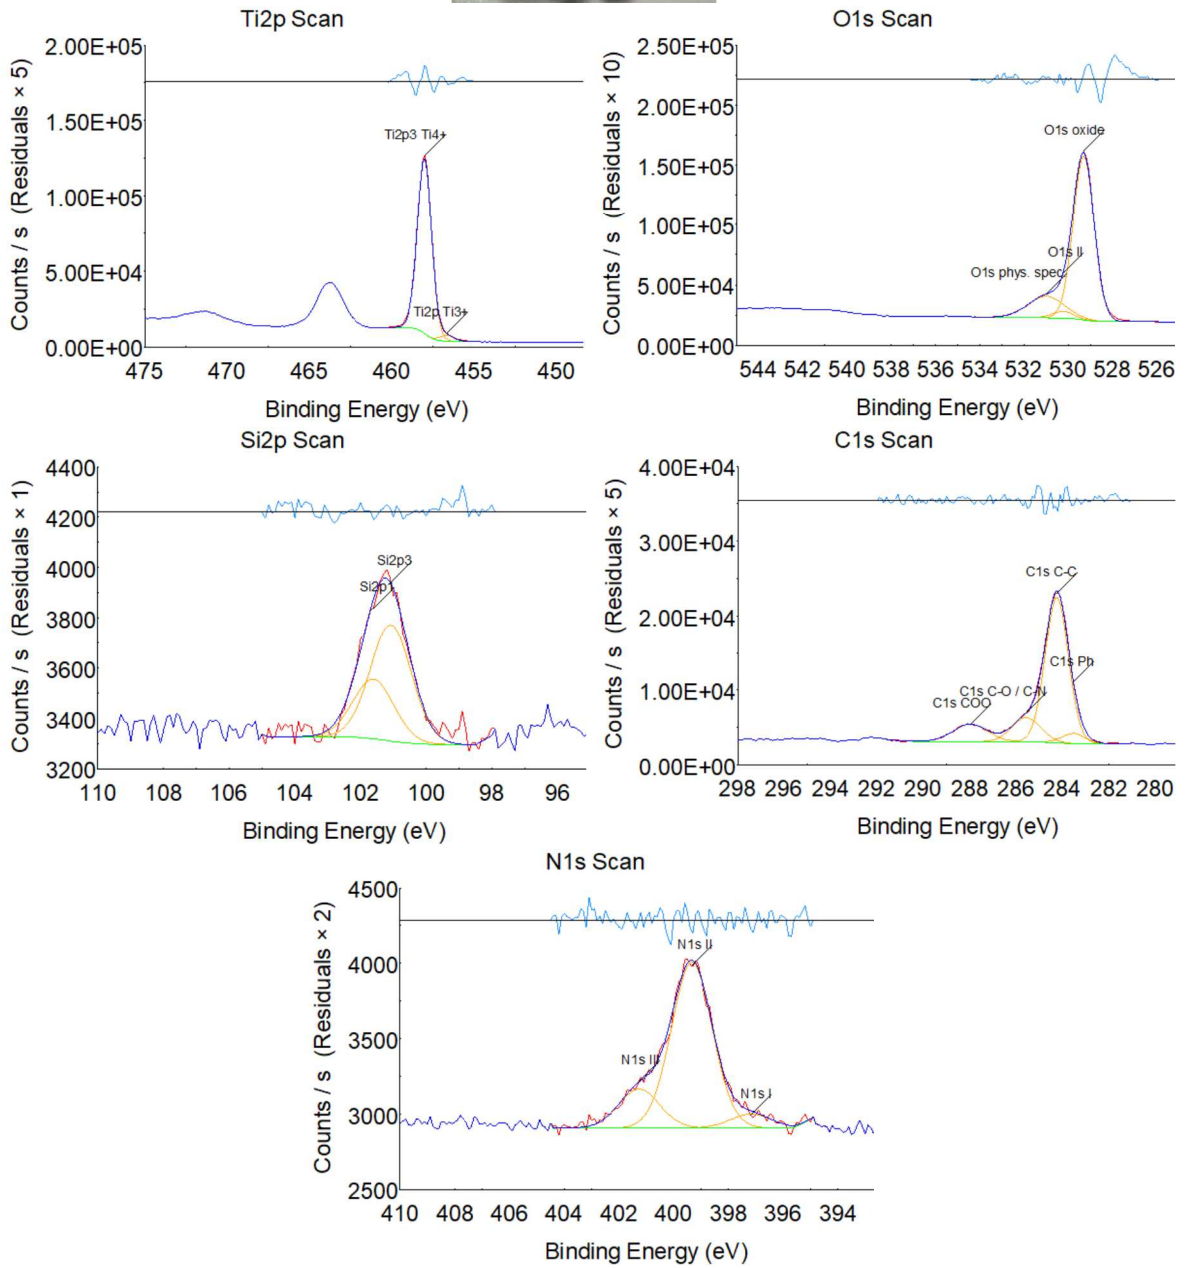 Ti2p Scan
Counts / s (Residuals × 5)
2.00E+05
1.50E+05
1.00E+05
5.00E+04
0.00E+00
Ti2p3 Ti4+
Ti2p Ti3+
475 470 465 460 455 450
Binding Energy (eV)
O1s Scan
Counts / s (Residuals × 10)
2.50E+05
2.00E+05
1.50E+05
1.00E+05
5.00E+04
0.00E+00
O1s oxide
O1s II
O1s phys. spec
544 542 540 538 536 534 532 530 528 526
Binding Energy (eV)
Si2p Scan
Counts / s (Residuals × 1)
4400
4200
4000
3800
3600
3400
3200
Si2p3
Si2p1
110 108 106 104 102 100 98 96
Binding Energy (eV)
C1s Scan
Counts / s (Residuals × 5)
4.00E+04
3.00E+04
2.00E+04
1.00E+04
0.00E+00
C1s C-C
C1s Ph
C1s C-O / C-N
C1s COO
298 296 294 292 290 288 286 284 282 280
Binding Energy (eV)
N1s Scan
Counts / s (Residuals × 2)
4500
4000
3500
3000
2500
N1s II
N1s III
N1s I
410 408 406 404 402 400 398 396 394
Binding Energy (eV)